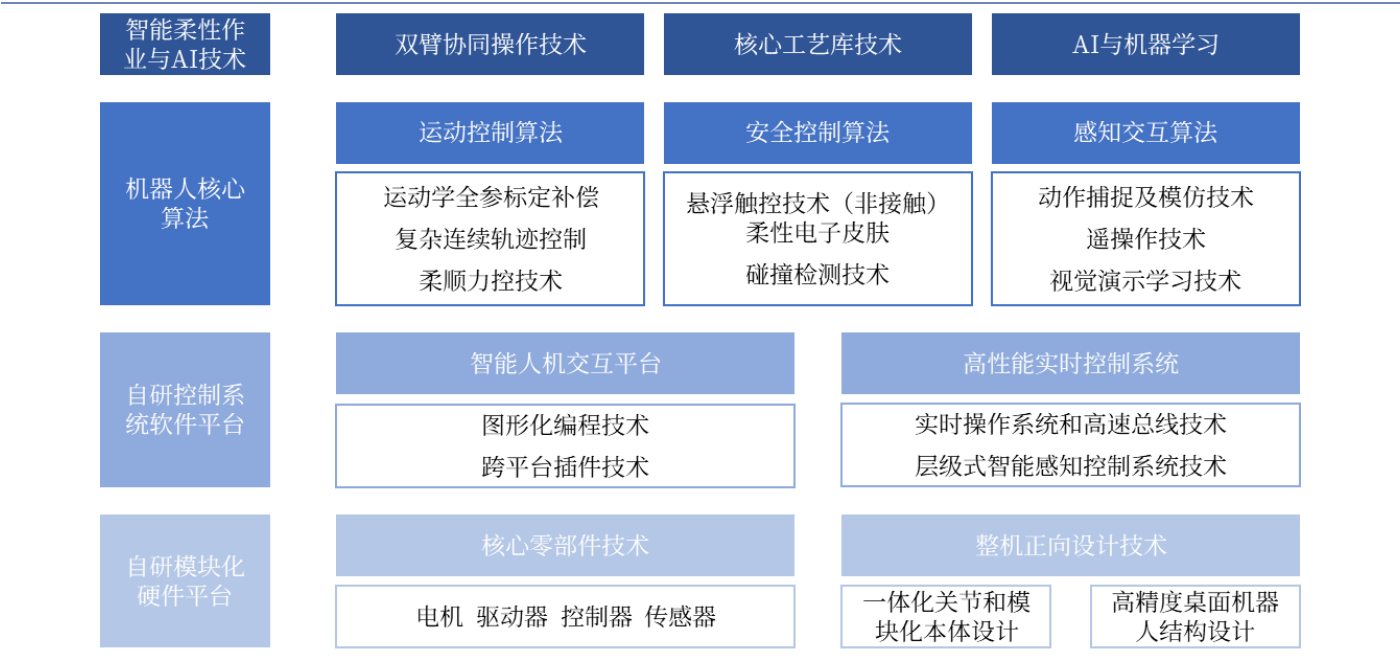 智能柔性作
业与AI技术
双臂协同操作技术
核心工艺库技术
AI与机器学习
机器人核心
算法
运动控制算法
运动学全参标定补偿
复杂连续轨迹控制
柔顺力控技术
安全控制算法
悬浮触控技术（非接触）
柔性电子皮肤
碰撞检测技术
感知交互算法
动作捕捉及模仿技术
遥操作技术
视觉演示学习技术
自研控制系
统软件平台
智能人机交互平台
图形化编程技术
跨平台插件技术
高性能实时控制系统
实时操作系统和高速总线技术
层级式智能感知控制系统技术
自研模块化
硬件平台
核心零部件技术
电机 驱动器 控制器 传感器
整机正向设计技术
一体化关节和模
块化本体设计
高精度桌面机器
人结构设计